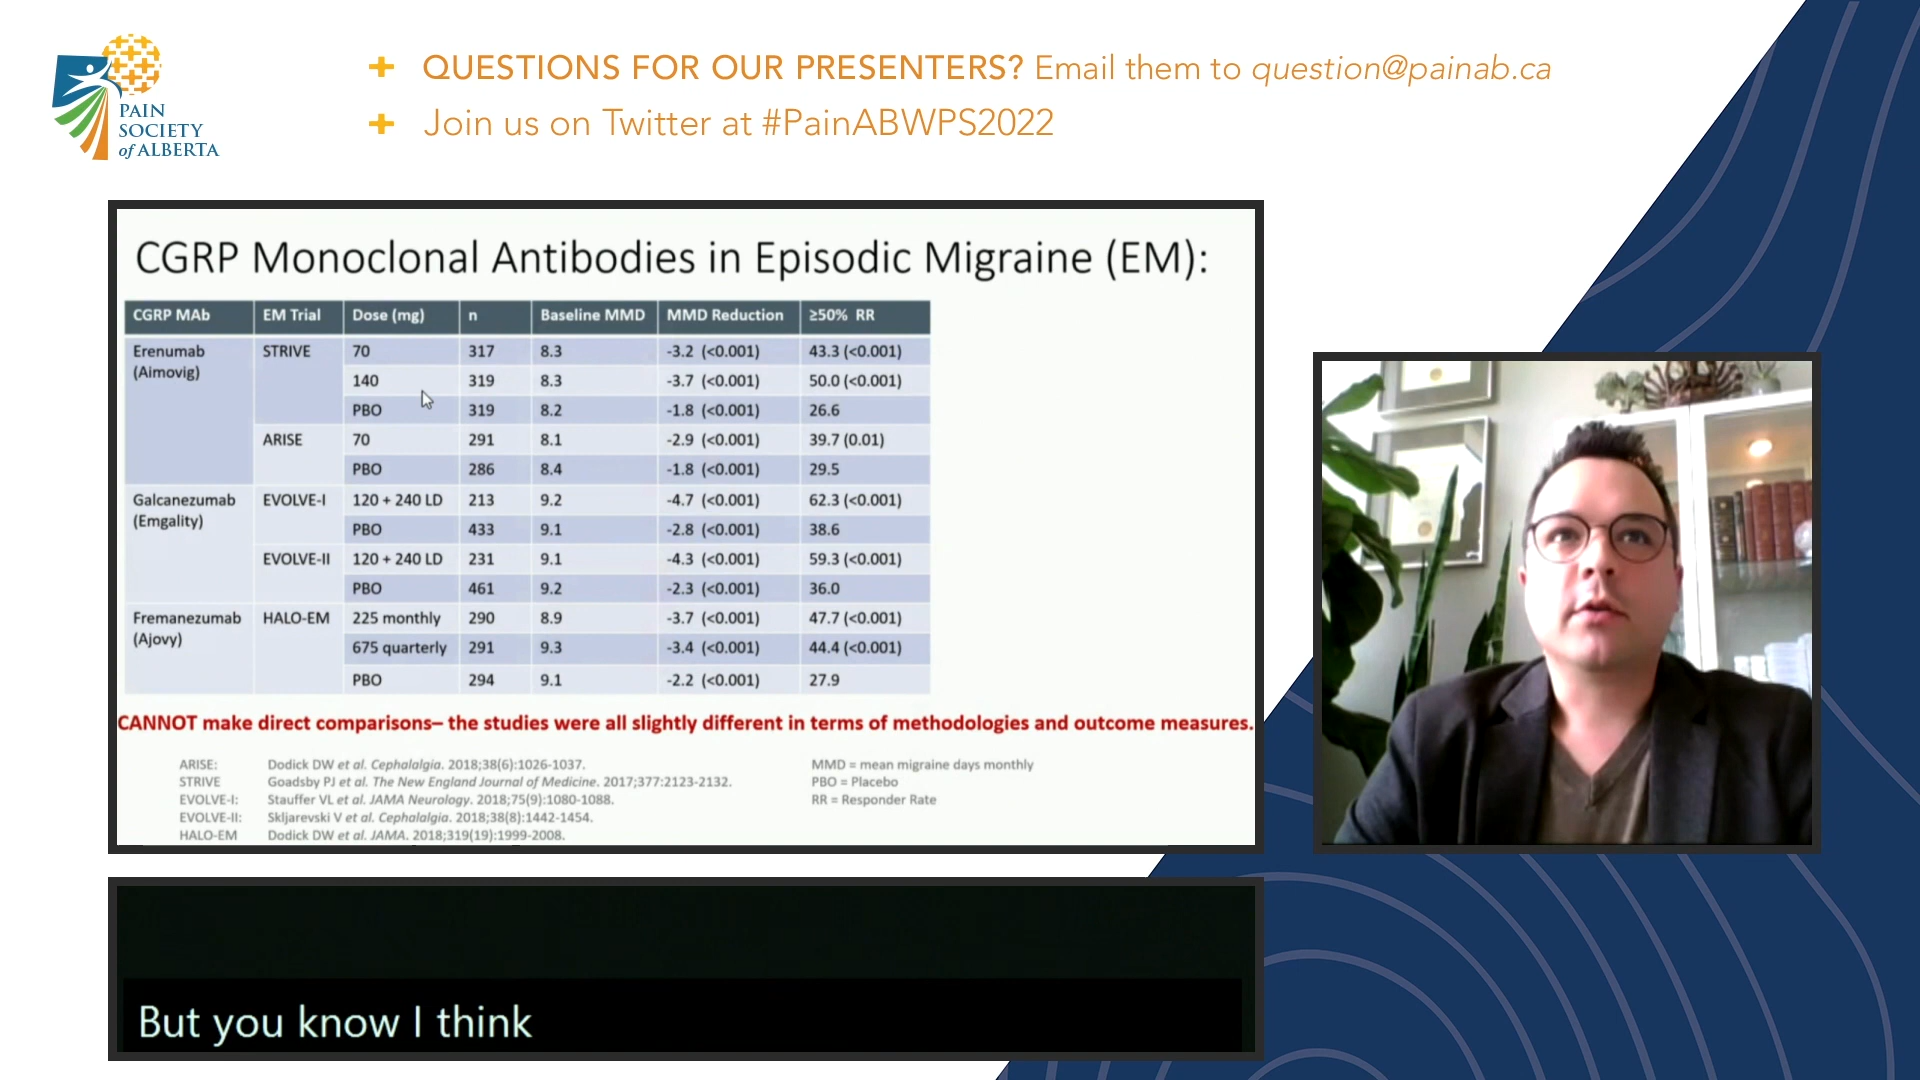 PAIN
SOCIETY
of ALBERTA
+ QUESTIONS FOR OUR PRESENTERS? Email them to question@painab.ca
+ Join us on Twitter at #PainABWPS2022
CGRP Monoclonal Antibodies in Episodic Migraine (EM):
CGRP MAb EM Trial Dose (mg) n Baseline MMD MMD Reduction ≥50% RR
Erenumab (Aimovig) STRIVE 70 317 8.3 -3.2 (<0.001) 43.3 (<0.001)
140 319 8.3 -3.7 (<0.001) 50.0 (<0.001)
PBO 319 8.2 -1.8 (<0.001) 26.6
ARISE 70 291 8.1 -2.9 (<0.001) 39.7 (0.01)
PBO 286 8.4 -1.8 (<0.001) 29.5
Galcanezumab (Emgality) EVOLVE-I 120 + 240 LD 213 9.2 -4.7 (<0.001) 62.3 (<0.001)
PBO 433 9.1 -2.8 (<0.001) 38.6
EVOLVE-II 120 + 240 LD 231 9.1 -4.3 (<0.001) 59.3 (<0.001)
PBO 461 9.2 -2.3 (<0.001) 36.0
Fremanezumab (Ajovy) HALO-EM 225 monthly 290 8.9 -3.7 (<0.001) 47.7 (<0.001)
675 quarterly 291 9.3 -3.4 (<0.001) 44.4 (<0.001)
PBO 294 9.1 -2.2 (<0.001) 27.9
CANNOT make direct comparisons– the studies were all slightly different in terms of methodologies and outcome measures.
ARISE: Dodick DW et al. Cephalalgia. 2018;38(6):1026-1037.
STRIVE Goadsby PJ et al. The New England Journal of Medicine. 2017;377:2123-2132.
EVOLVE-I: Stauffer VL et al. JAMA Neurology. 2018;75(9):1080-1088.
EVOLVE-II: Skljarevski V et al. Cephalalgia. 2018;38(8):1442-1454.
HALO-EM Dodick DW et al. JAMA. 2018;319(19):1999-2008.
MMD = mean migraine days monthly
PBO = Placebo
RR = Responder Rate
But you know I think